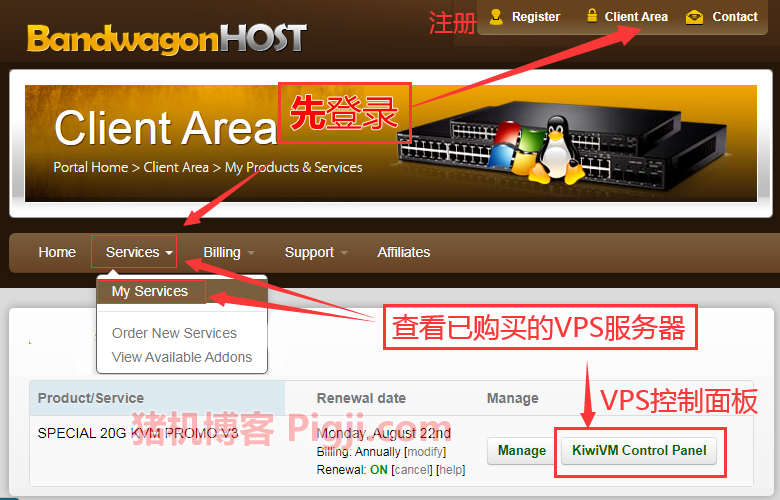 BandwagonHOST
注册
Register
Client Area
Contact
先登录
Client Area
Portal Home > Client Area > My Products & Services
Home
Services
Billing
Support
Affiliates
My Services
Order New Services
View Available Addons
查看已购买的VPS服务器
VPS控制面板
Product/Service
Renewal date
Manage
猪机博客 Pigji.com
SPECIAL 20G KVM PROMO V3
Monday, August 22nd
Billing: Annually [modify]
Renewal: ON [cancel] [help]
Manage
KiwiVM Control Panel